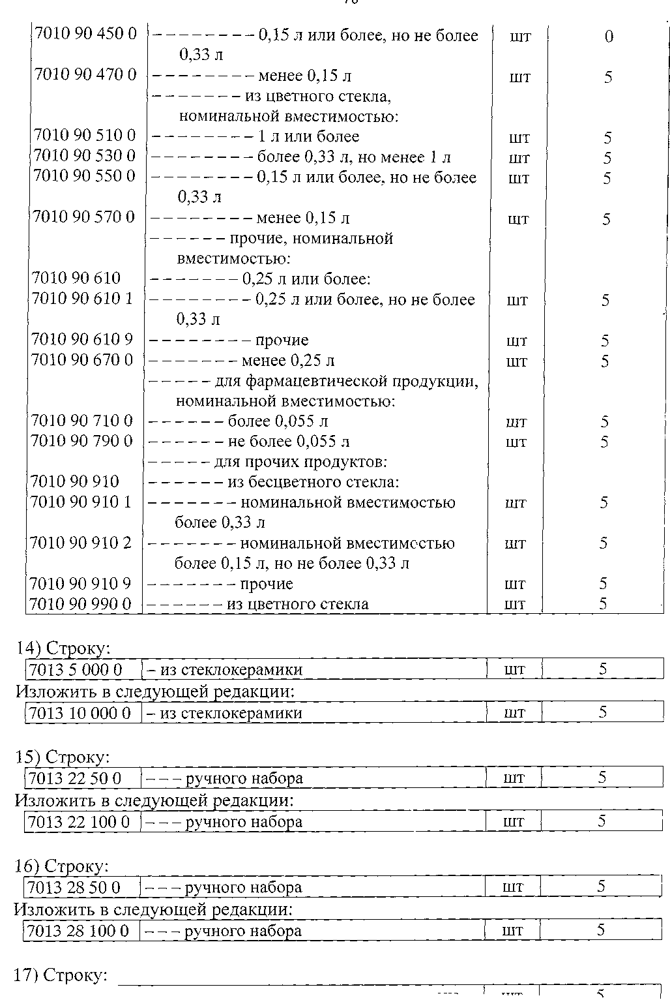 7010 90 450 0 – – – – – – – – 0,15 л или более, но не более шт 0
0,33 л
7010 90 470 0 – – – – – – – – менее 0,15 л шт 5
– – – – – – – из цветного стекла,
номинальной вместимостью:
7010 90 510 0 – – – – – – – – 1 л или более шт 5
7010 90 530 0 – – – – – – – – более 0,33 л, но менее 1 л шт 5
7010 90 550 0 – – – – – – – – 0,15 л или более, но не более шт 5
0,33 л
7010 90 570 0 – – – – – – – – менее 0,15 л шт 5
– – – – – – прочие, номинальной
вместимостью:
7010 90 610 – – – – – – – 0,25 л или более:
7010 90 610 1 – – – – – – – – 0,25 л или более, но не более шт 5
0,33 л
7010 90 610 9 – – – – – – – – прочие шт 5
7010 90 670 0 – – – – – – – менее 0,25 л шт 5
– – – – – для фармацевтической продукции,
номинальной вместимостью:
7010 90 710 0 – – – – – – более 0,055 л шт 5
7010 90 790 0 – – – – – – не более 0,055 л шт 5
– – – – – для прочих продуктов:
7010 90 910 – – – – – – из бесцветного стекла:
7010 90 910 1 – – – – – – – номинальной вместимостью шт 5
более 0,33 л
7010 90 910 2 – – – – – – – номинальной вместимостью шт 5
более 0,15 л, но не более 0,33 л
7010 90 910 9 – – – – – – – прочие шт 5
7010 90 990 0 – – – – – – из цветного стекла шт 5
14) Строку:
7013 5 000 0 – из стеклокерамики шт 5
Изложить в следующей редакции:
7013 10 000 0 – из стеклокерамики шт 5
15) Строку:
7013 22 50 0 – – – ручного набора шт 5
Изложить в следующей редакции:
7013 22 100 0 – – – ручного набора шт 5
16) Строку:
7013 28 50 0 – – – ручного набора шт 5
Изложить в следующей редакции:
7013 28 100 0 – – – ручного набора шт 5
17) Строку: